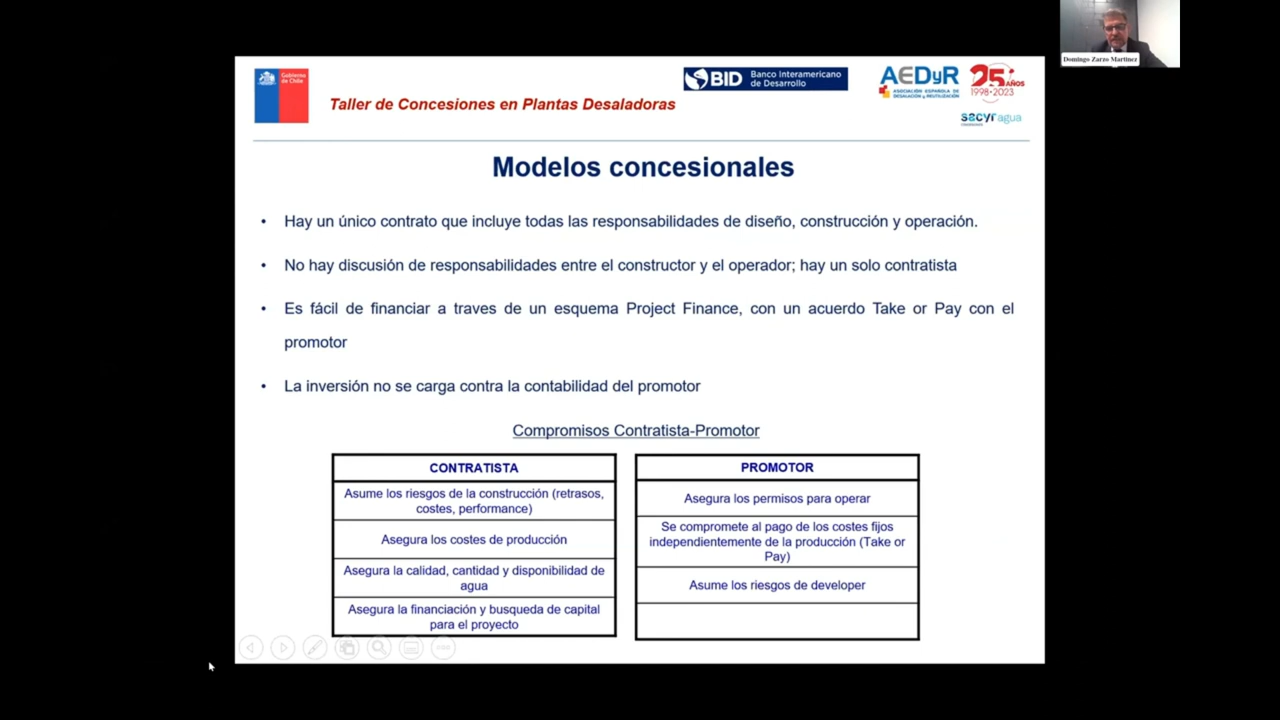 Domingo Zarzo Martínez
Gobierno
de Chile
Taller de Concesiones en Plantas Desaladoras
BID
Banco Interamericano
de Desarrollo
AEDyR
ASOCIACIÓN ESPAÑOLA DE
DESALACIÓN Y REUTILIZACIÓN
25 AÑOS
1998-2023
sacyr agua
Modelos concesionales
• Hay un único contrato que incluye todas las responsabilidades de diseño, construcción y operación.
• No hay discusión de responsabilidades entre el constructor y el operador; hay un solo contratista
• Es fácil de financiar a traves de un esquema Project Finance, con un acuerdo Take or Pay con el
promotor
• La inversión no se carga contra la contabilidad del promotor
Compromisos Contratista-Promotor
CONTRATISTA
Asume los riesgos de la construcción (retrasos,
costes, performance)
Asegura los costes de producción
Asegura la calidad, cantidad y disponibilidad de
agua
Asegura la financiación y busqueda de capital
para el proyecto
PROMOTOR
Asegura los permisos para operar
Se compromete al pago de los costes fijos
independientemente de la producción (Take or
Pay)
Asume los riesgos de developer